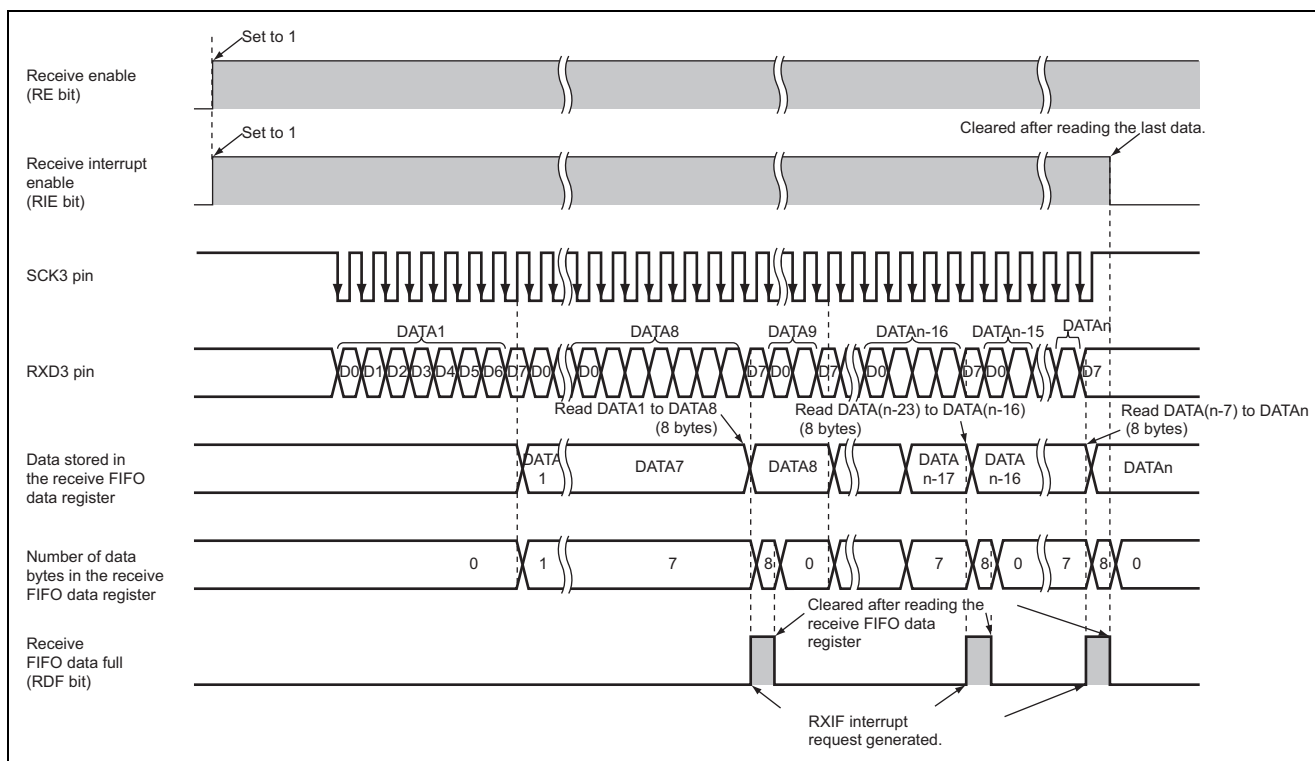 Set to 1
Receive enable
(RE bit)
Set to 1
Cleared after reading the last data.
Receive interrupt
enable
(RIE bit)
SCK3 pin
DATA1 DATA8 DATA9 DATAn-16 DATAn-15 DATAn
RXD3 pin
D0 D1 D2 D3 D4 D5 D6 D7 D0 D0 D7 D0 D7 D0 D7 D0 D7
Read DATA1 to DATA8
(8 bytes)
Read DATA(n-23) to DATA(n-16)
(8 bytes)
Read DATA(n-7) to DATAn
(8 bytes)
Data stored in
the receive FIFO
data register
DATA
1
DATA7
DATA8
DATA
n-17
DATA
n-16
DATAn
Number of data
bytes in the receive
FIFO data register
0 1 7 8 0 7 8 0 7 8 0
Cleared after reading the
receive FIFO data
register
Receive
FIFO data full
(RDF bit)
RXIF interrupt
request generated.